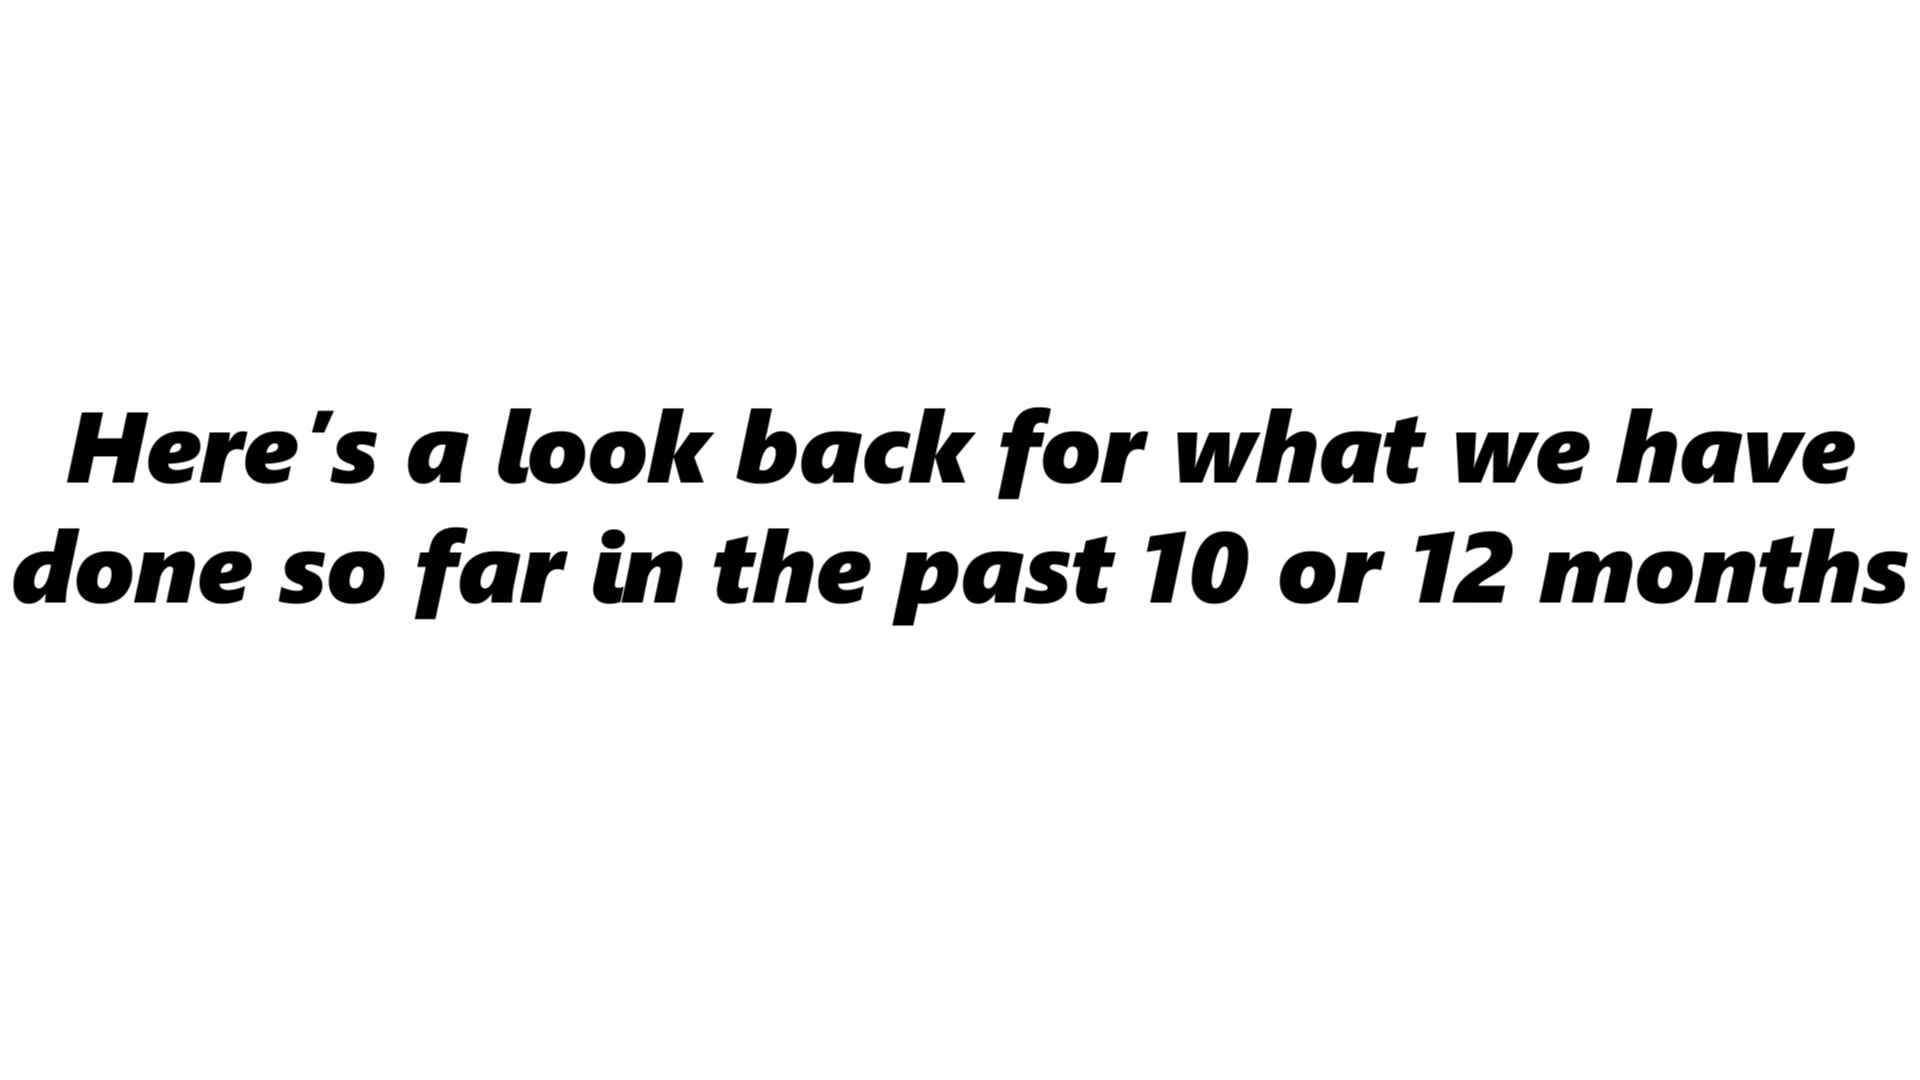 Here's a look back for what we have
done so far in the past 10 or 12 months